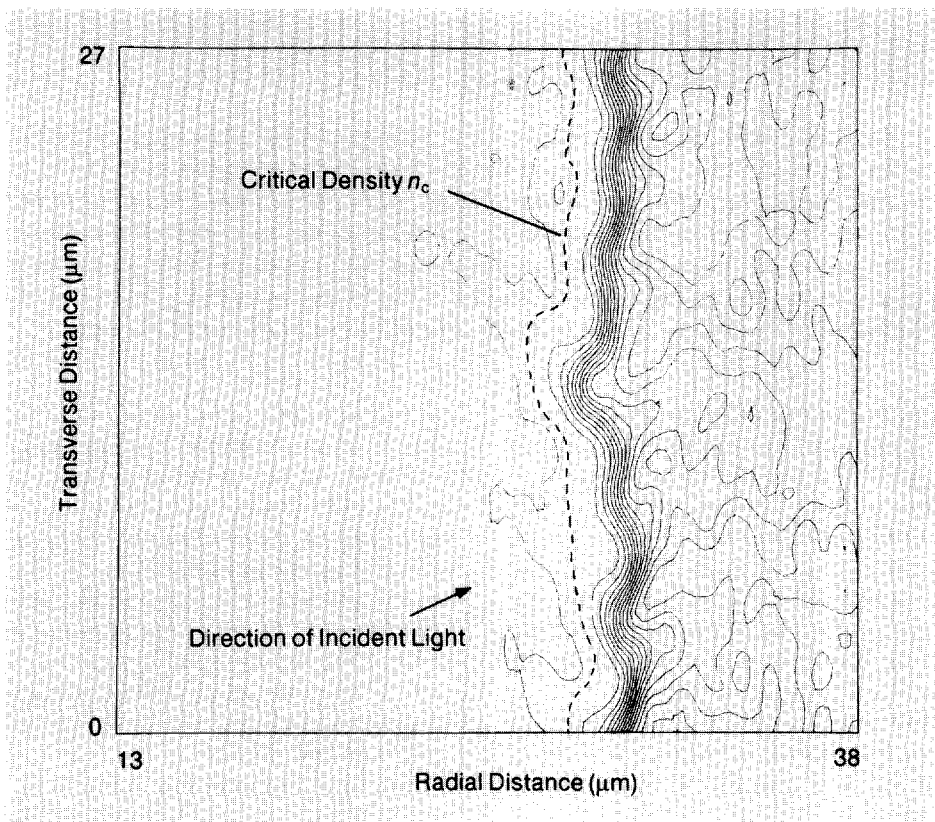 27
Critical Density n_c
Transverse Distance (μm)
Direction of Incident Light
0
13
38
Radial Distance (μm)